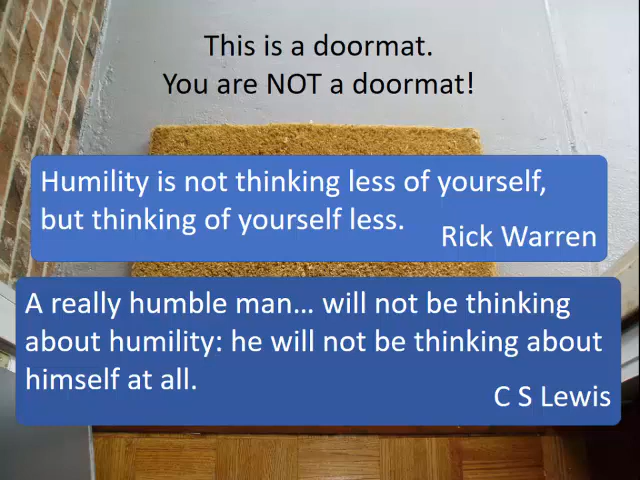 This is a doormat.
You are NOT a doormat!
Humility is not thinking less of yourself,
but thinking of yourself less.
Rick Warren
A really humble man... will not be thinking
about humility: he will not be thinking about
himself at all.
C S Lewis